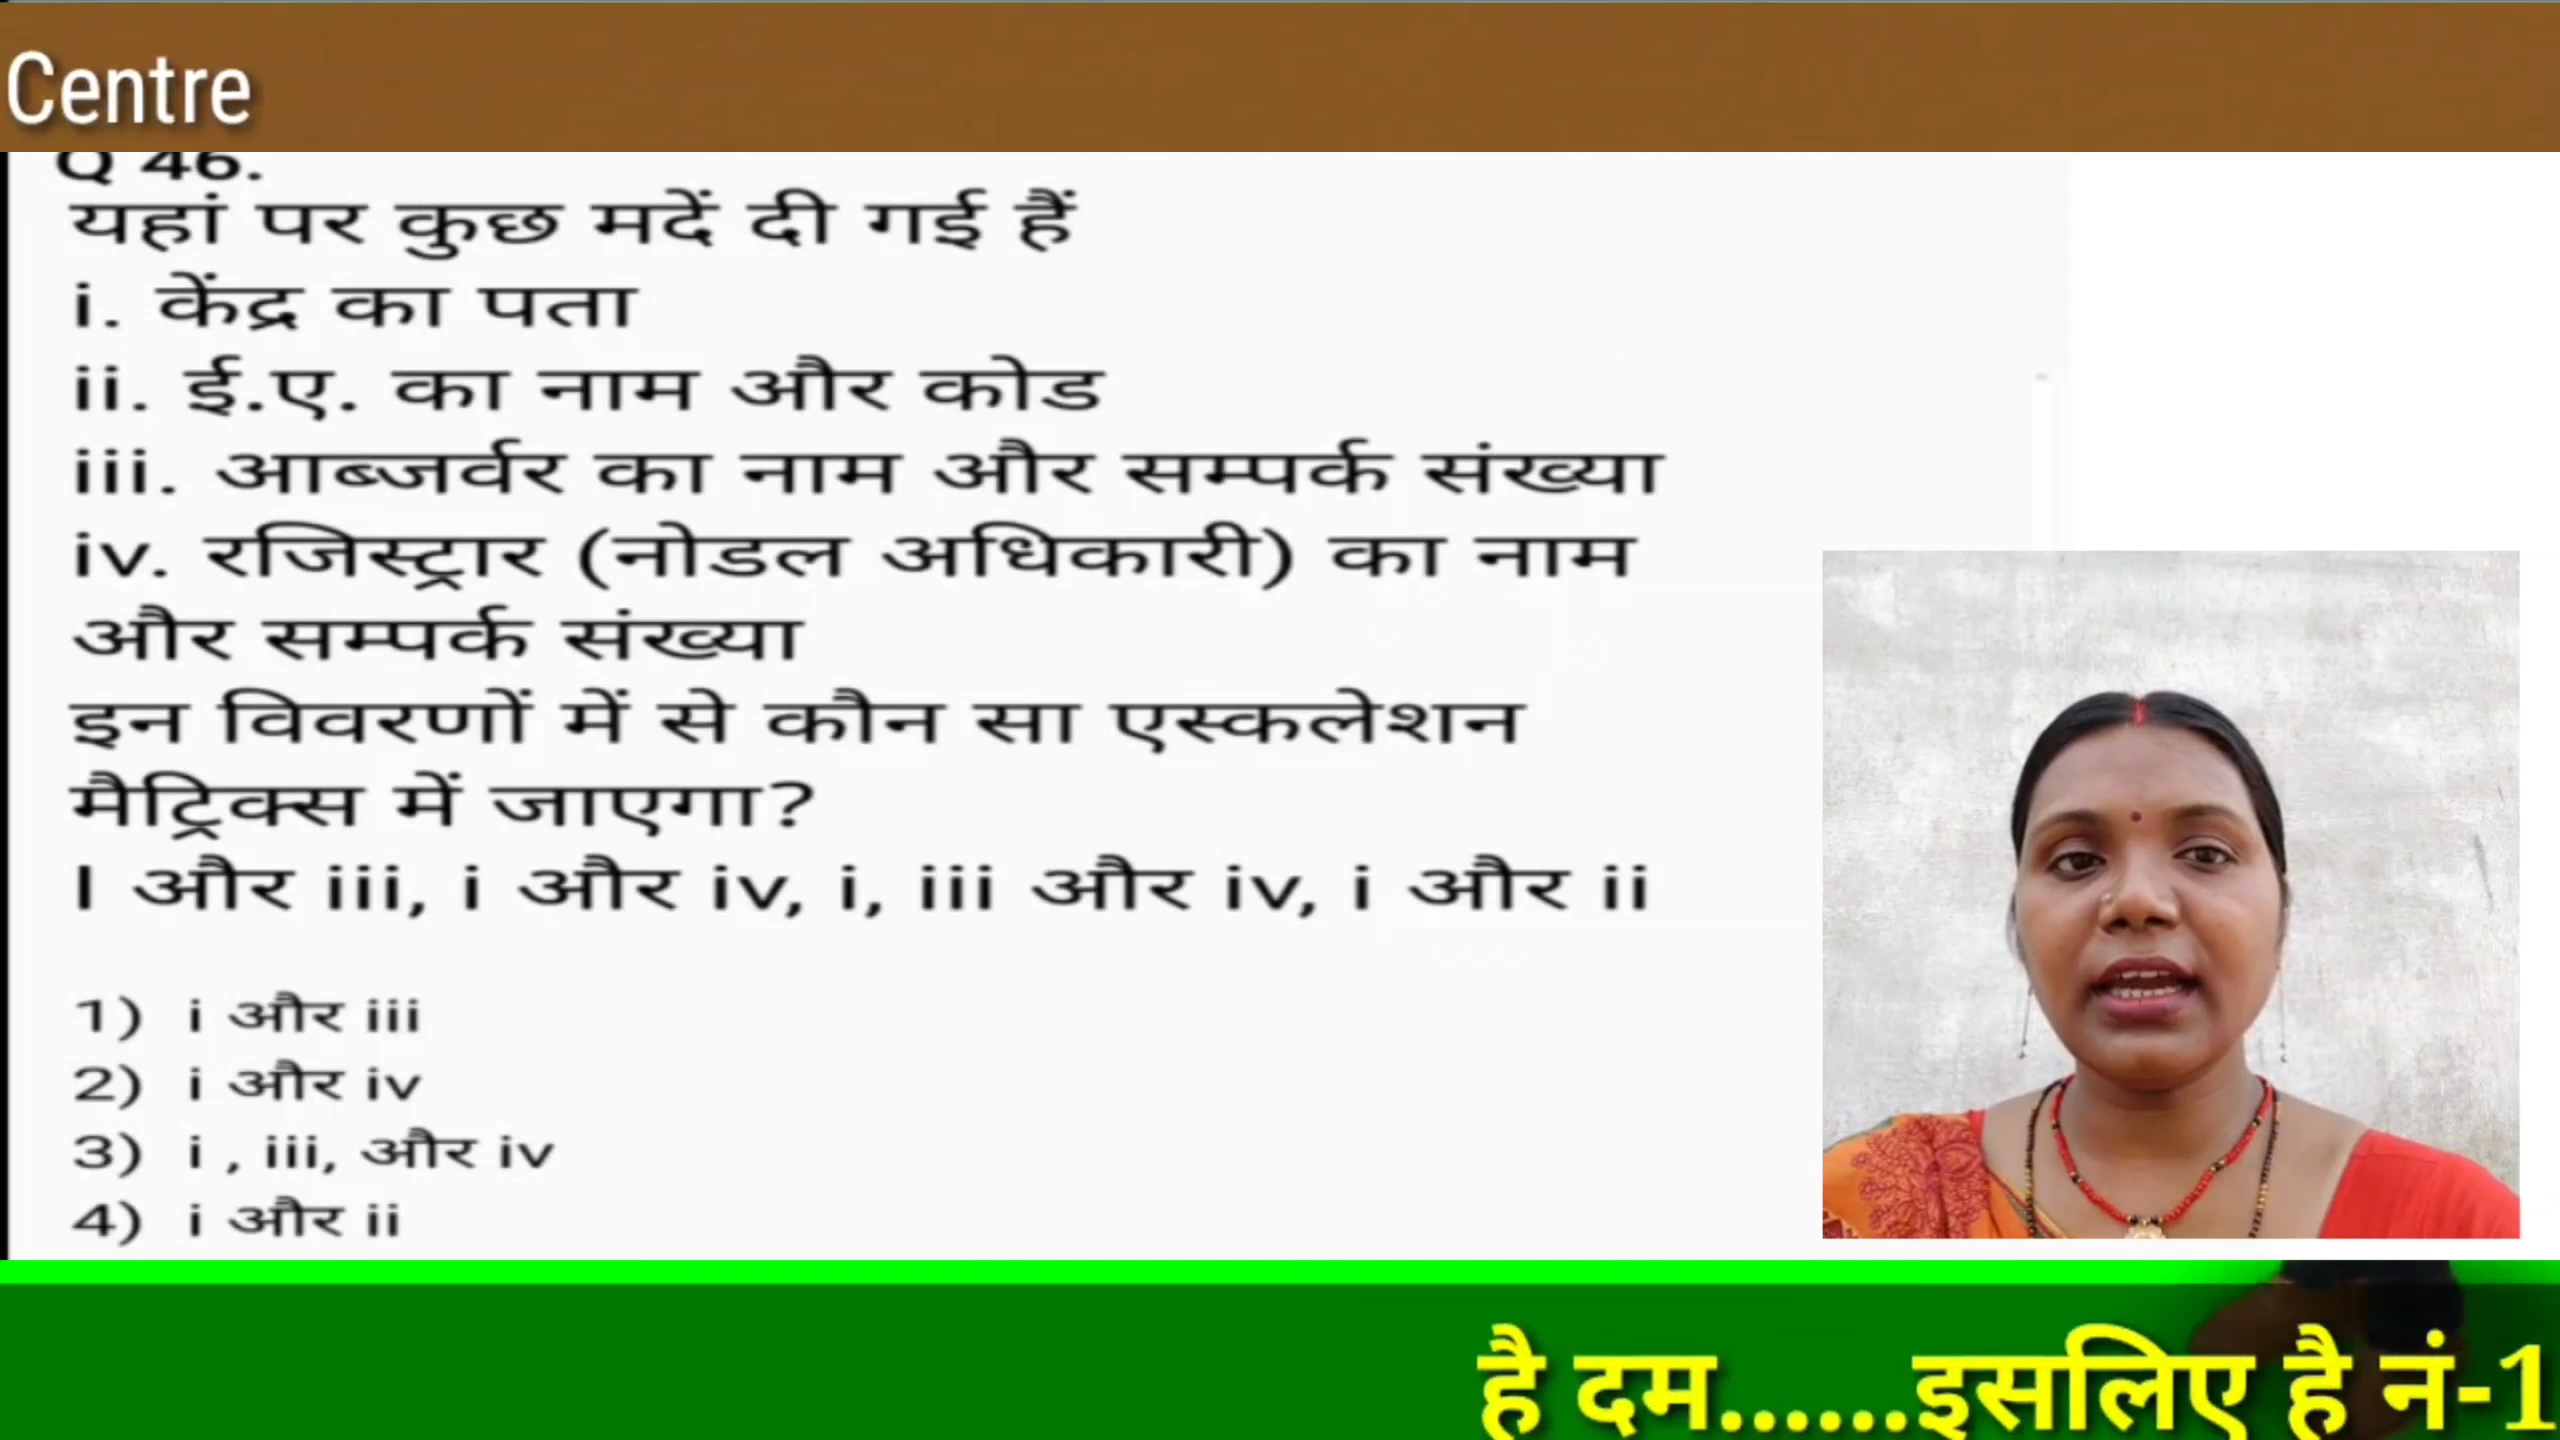 Centre
Q 46.
यहां पर कुछ मदें दी गई हैं
i. केंद्र का पता
ii. ई.ए. का नाम और कोड
iii. आब्जर्वर का नाम और सम्पर्क संख्या
iv. रजिस्ट्रार (नोडल अधिकारी) का नाम
और सम्पर्क संख्या
इन विवरणों में से कौन सा एस्कलेशन
मैट्रिक्स में जाएगा?
I और iii, i और iv, i, iii और iv, i और ii
1) i और iii
2) i और iv
3) i , iii, और iv
4) i और ii
है दम......इसलिए है नं-1